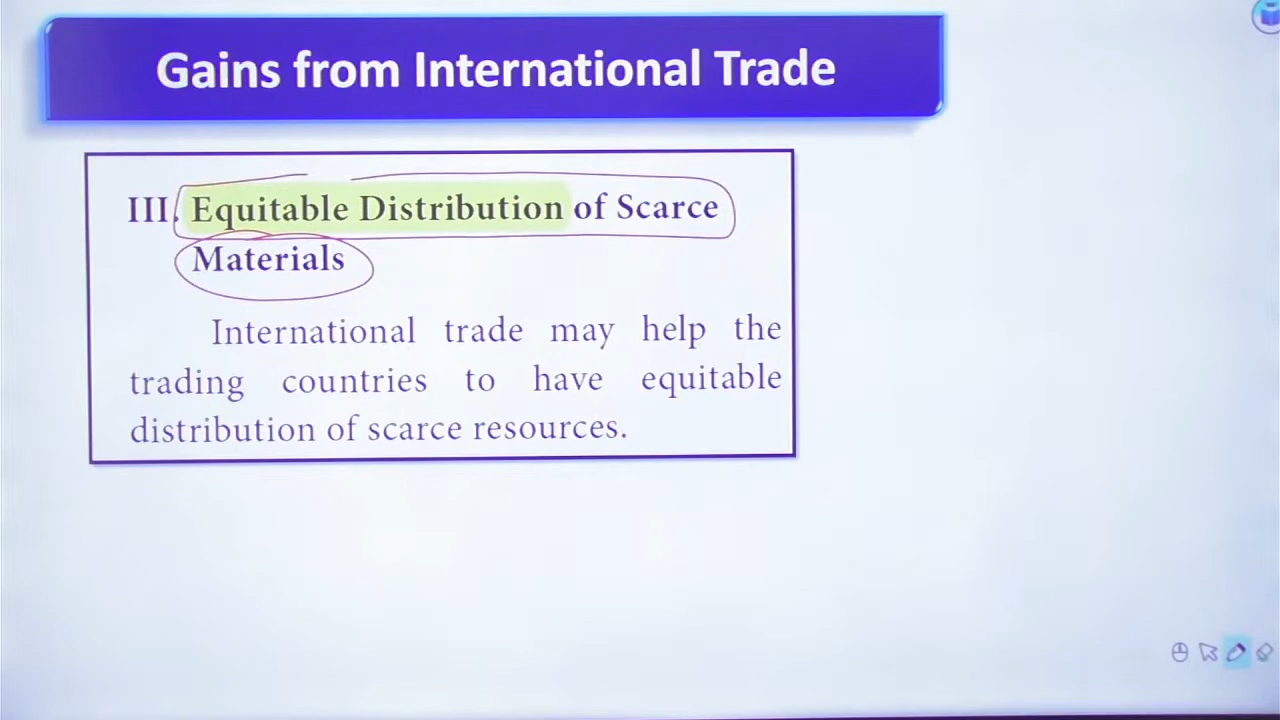 Gains from International Trade
III. Equitable Distribution of Scarce
Materials
International trade may help the
trading countries to have equitable
distribution of scarce resources.